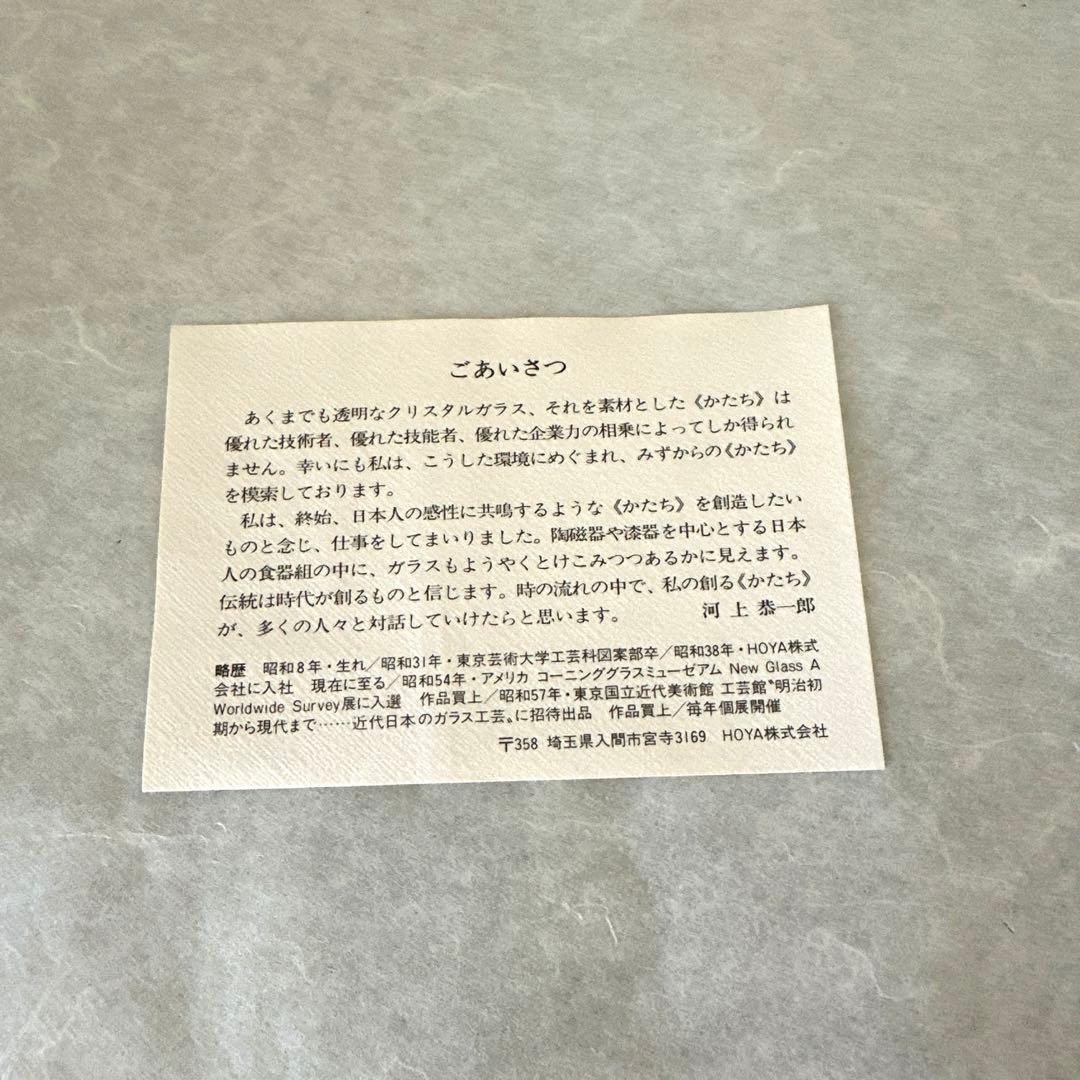 ごあいさつ
あくまでも透明なクリスタルガラス、それを素材とした《かたち》は
優れた技術者、優れた技能者、優れた企業力の相乗によってしか得られ
ません。幸いにも私は、こうした環境にめぐまれ、みずからの《かたち》
を模索しております。
私は、終始、日本人の感性に共鳴するような《かたち》を創造したい
ものと念じ、仕事をしてまいりました。陶磁器や漆器を中心とする日本
人の食器組の中に、ガラスもようやくとけこみつつあるかに見えます。
伝統は時代が創るものと信じます。時の流れの中で、私の創る《かたち》
が、多くの人々と対話していけたらと思います。 河上恭一郎
略歴 昭和8年・生れ/昭和31年・東京芸術大学工芸科図案部卒/昭和38年・HOYA株式
会社に入社 現在に至る/昭和54年・アメリカ コーニンググラスミューゼアム New Glass A
Worldwide Survey展に入選 作品買上/昭和57年・東京国立近代美術館 工芸館〝明治初
期から現代まで……近代日本のガラス工芸〟に招待出品 作品買上/毎年個展開催
〒358 埼玉県入間市宮寺3169 HOYA株式会社